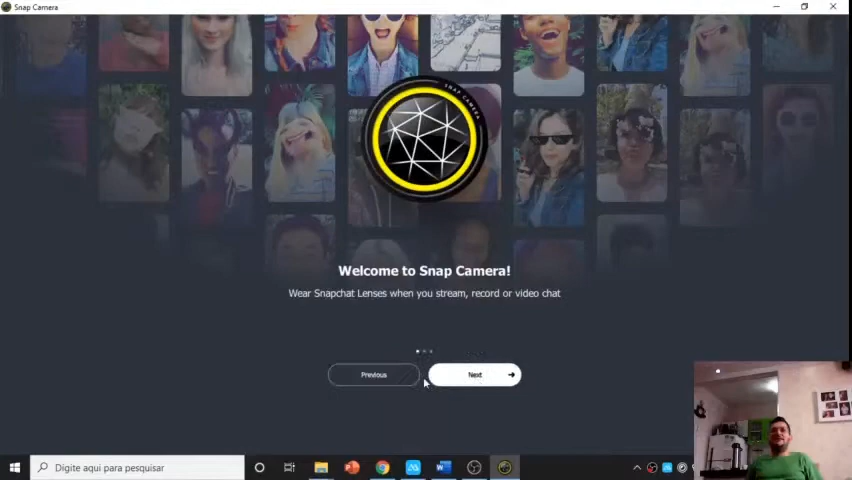 Snap Camera
SNAP CAMERA
Welcome to Snap Camera!
Wear Snapchat Lenses when you stream, record or video chat
Previous
Next
Digite aqui para pesquisar